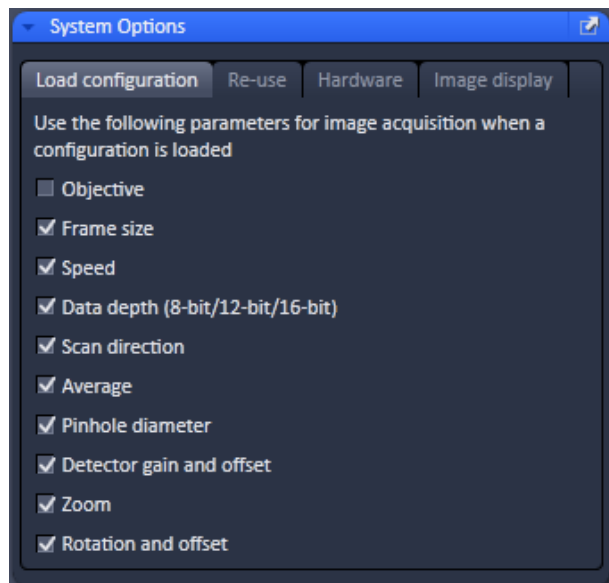 System Options
Load configuration Re-use Hardware Image display
Use the following parameters for image acquisition when a
configuration is loaded
Objective
Frame size
Speed
Data depth (8-bit/12-bit/16-bit)
Scan direction
Average
Pinhole diameter
Detector gain and offset
Zoom
Rotation and offset